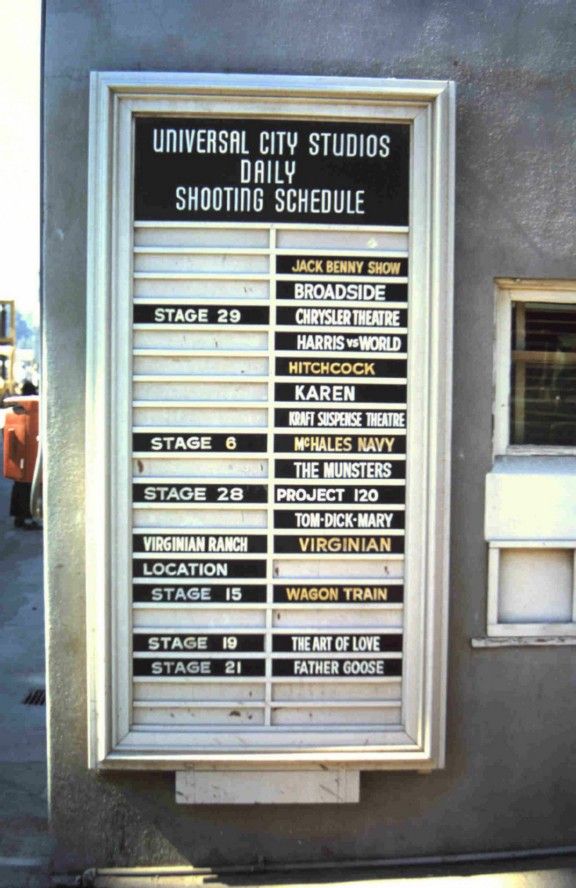 UNIVERSAL CITY STUDIOS
DAILY
SHOOTING SCHEDULE
JACK BENNY SHOW
BROADSIDE
STAGE 29 CHRYSLER THEATRE
HARRIS vs WORLD
HITCHCOCK
KAREN
KRAFT SUSPENSE THEATRE
STAGE 6 McHALES NAVY
THE MUNSTERS
STAGE 28 PROJECT 120
TOM-DICK-MARY
VIRGINIAN RANCH VIRGINIAN
LOCATION
STAGE 15 WAGON TRAIN
STAGE 19 THE ART OF LOVE
STAGE 21 FATHER GOOSE